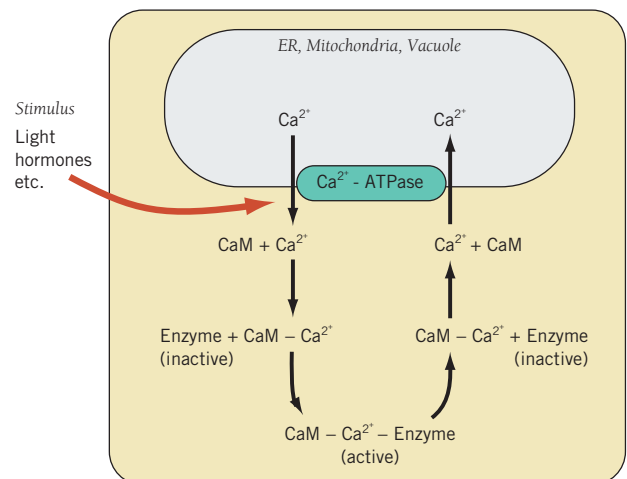 ER, Mitochondria, Vacuole
Stimulus
Light
hormones
etc.
Ca²⁺
Ca²⁺
Ca²⁺ - ATPase
CaM + Ca²⁺
Ca²⁺ + CaM
Enzyme + CaM – Ca²⁺
(inactive)
CaM – Ca²⁺ + Enzyme
(inactive)
CaM – Ca²⁺ – Enzyme
(active)